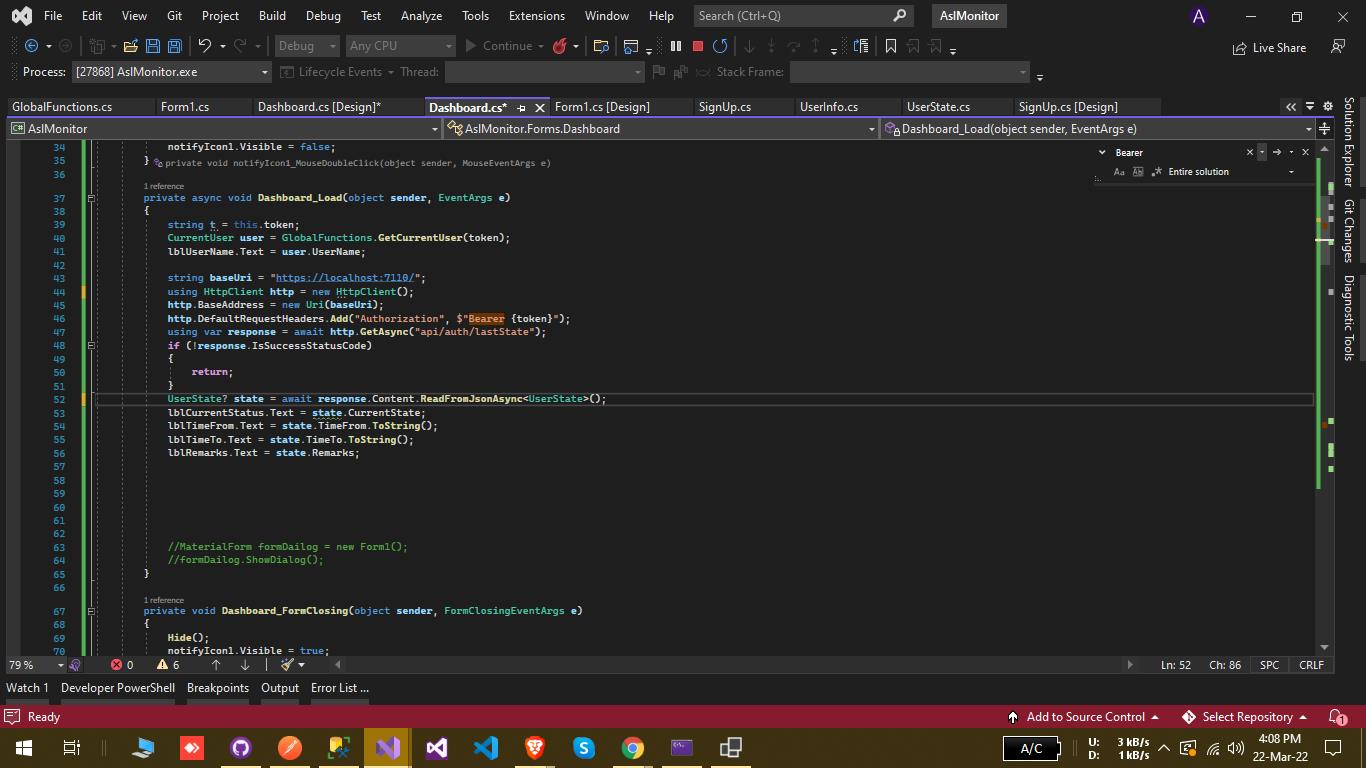 File Edit View Git Project Build Debug Test Analyze Tools Extensions Window Help Search (Ctrl+Q) AslMonitor A
Debug Any CPU Continue Live Share
Process: [27868] AslMonitor.exe Lifecycle Events Thread: Stack Frame:
GlobalFunctions.cs Form1.cs Dashboard.cs [Design]* Dashboard.cs* Form1.cs [Design] SignUp.cs UserInfo.cs UserState.cs SignUp.cs [Design]
C# AslMonitor AslMonitor.Forms.Dashboard Dashboard_Load(object sender, EventArgs e)
Solution Explorer
Git Changes
Diagnostic Tools
Bearer
Aa Ab Entire solution
34 notifyIcon1.Visible = false;
35 } private void notifyIcon1_MouseDoubleClick(object sender, MouseEventArgs e)
36
1 reference
37 private async void Dashboard_Load(object sender, EventArgs e)
38 {
39 string t = this.token;
40 CurrentUser user = GlobalFunctions.GetCurrentUser(token);
41 lblUserName.Text = user.UserName;
42
43 string baseUri = "https://localhost:7110/";
44 using HttpClient http = new HttpClient();
45 http.BaseAddress = new Uri(baseUri);
46 http.DefaultRequestHeaders.Add("Authorization", $"Bearer {token}");
47 using var response = await http.GetAsync("api/auth/lastState");
48 if (!response.IsSuccessStatusCode)
49 {
50 return;
51 }
52 UserState? state = await response.Content.ReadFromJsonAsync<UserState>();
53 lblCurrentStatus.Text = state.CurrentState;
54 lblTimeFrom.Text = state.TimeFrom.ToString();
55 lblTimeTo.Text = state.TimeTo.ToString();
56 lblRemarks.Text = state.Remarks;
57
58
59
60
61
62
63 //MaterialForm formDailog = new Form1();
64 //formDailog.ShowDialog();
65 }
66
1 reference
67 private void Dashboard_FormClosing(object sender, FormClosingEventArgs e)
68 {
69 Hide();
70 notifyIcon1.Visible = true;
79 % 0 6 Ln: 52 Ch: 86 SPC CRLF
Watch 1 Developer PowerShell Breakpoints Output Error List ...
Ready Add to Source Control Select Repository 1
A/C U: 3 kB/s D: 1 kB/s 4:08 PM
22-Mar-22